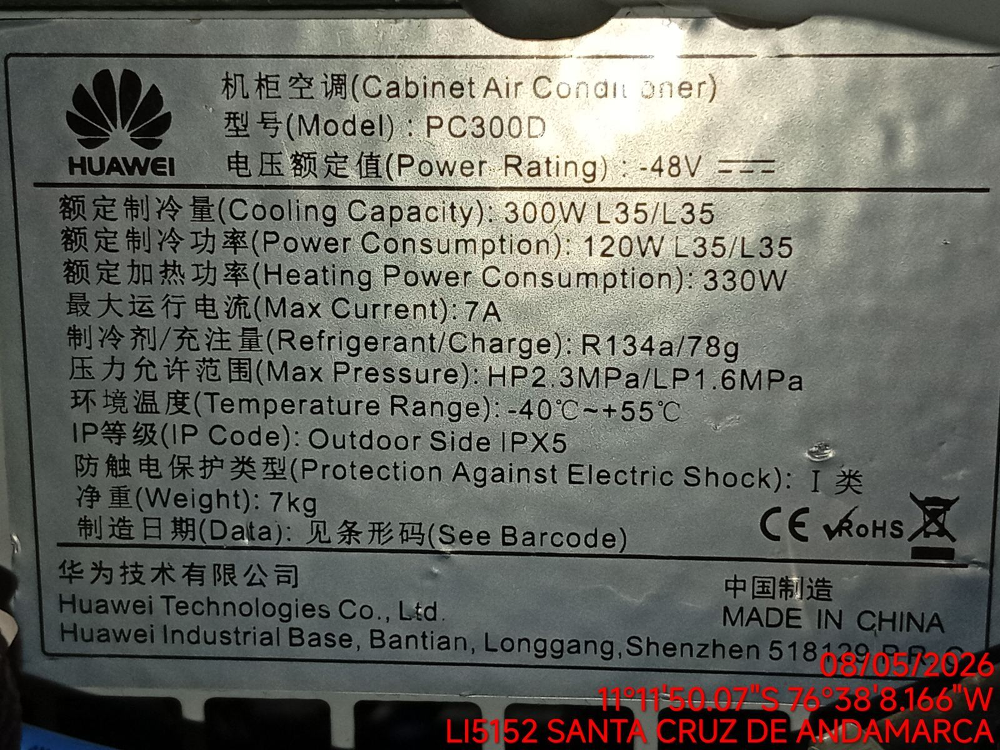 HUAWEI
机柜空调(Cabinet Air Conditioner)
型号(Model) : PC300D
电压额定值(Power Rating) : -48V
额定制冷量(Cooling Capacity): 300W L35/L35
额定制冷功率(Power Consumption): 120W L35/L35
额定加热功率(Heating Power Consumption): 330W
最大运行电流(Max Current): 7A
制冷剂/充注量(Refrigerant/Charge): R134a/78g
压力允许范围(Max Pressure): HP2.3MPa/LP1.6MPa
环境温度(Temperature Range): -40℃~+55℃
IP等级(IP Code): Outdoor Side IPX5
防触电保护类型(Protection Against Electric Shock): I 类
净重(Weight): 7kg
制造日期(Data): 见条形码(See Barcode)
CE RoHS
华为技术有限公司
Huawei Technologies Co., Ltd.
Huawei Industrial Base, Bantian, Longgang,Shenzhen 518129 P.R. C
中国制造
MADE IN CHINA
08/05/2026
11°11'50.07"S 76°38'8.166"W
LI5152 SANTA CRUZ DE ANDAMARCA